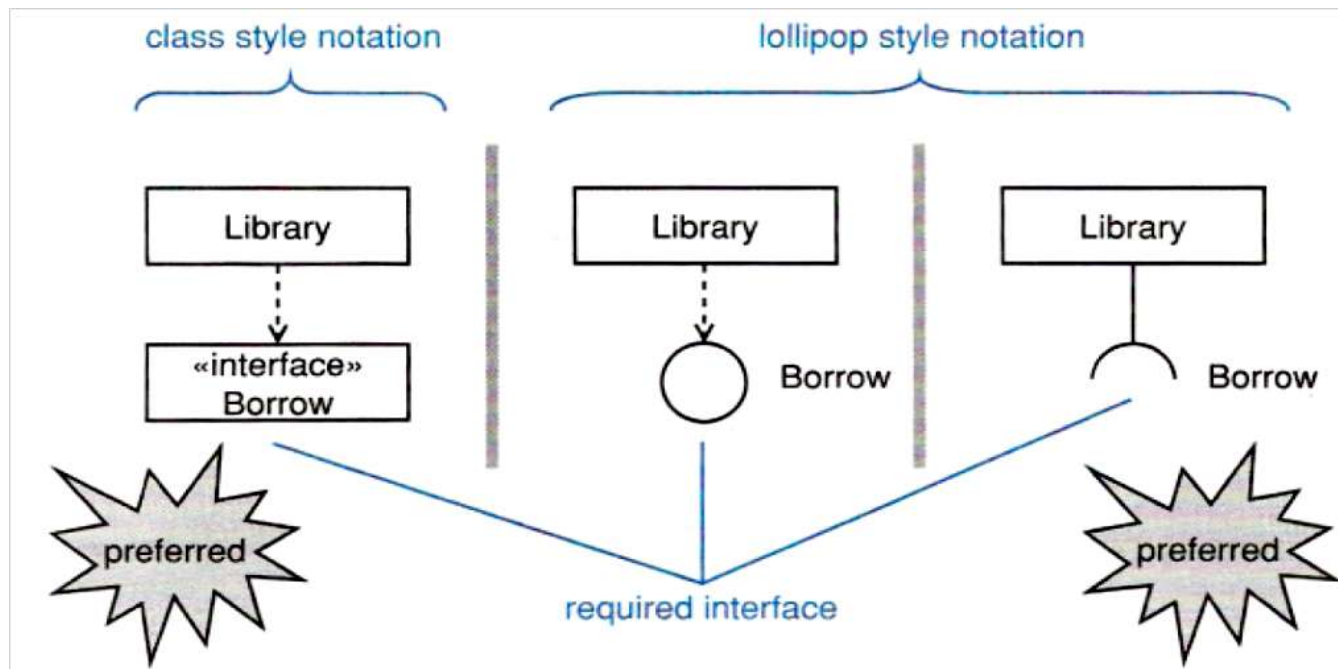 class style notation
lollipop style notation
Library
Library
Library
«interface»
Borrow
Borrow
Borrow
preferred
preferred
required interface